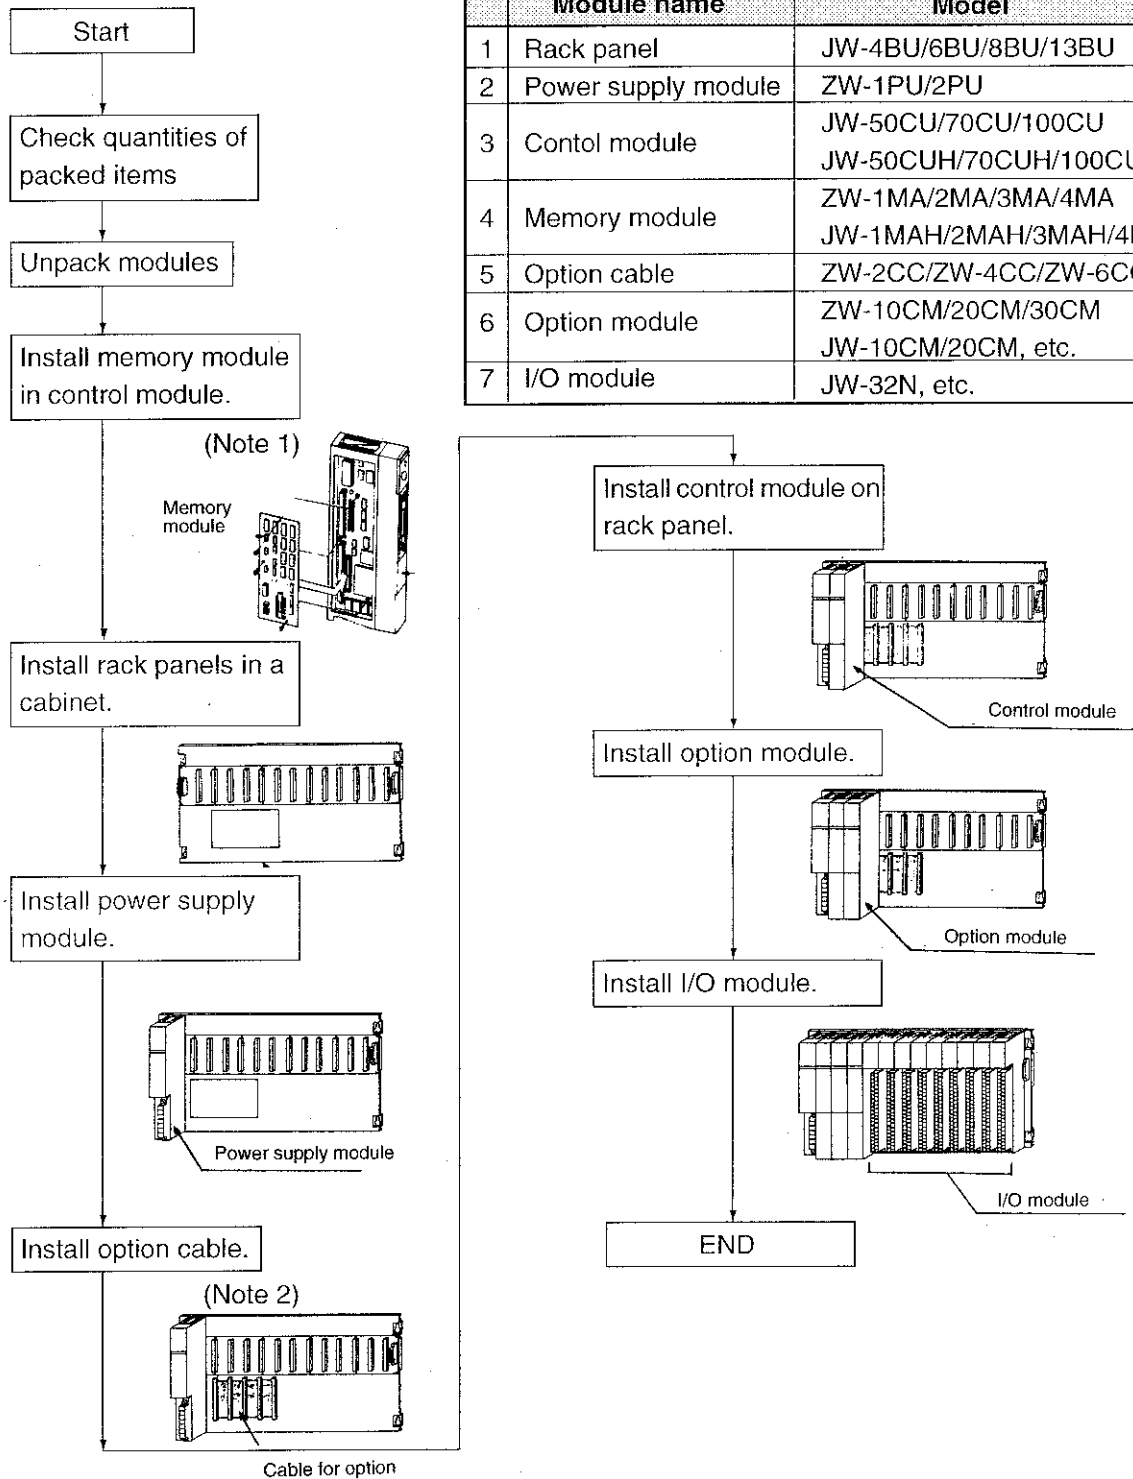 Start
Check quantities of
packed items
Unpack modules
Install memory module
in control module.
(Note 1)
Memory
module
Install rack panels in a
cabinet.
Install power supply
module.
Power supply module
Install option cable.
(Note 2)
Cable for option
Module name Model
1 Rack panel JW-4BU/6BU/8BU/13BU
2 Power supply module ZW-1PU/2PU
3 Contol module JW-50CU/70CU/100CU
JW-50CUH/70CUH/100CU
4 Memory module ZW-1MA/2MA/3MA/4MA
JW-1MAH/2MAH/3MAH/4
5 Option cable ZW-2CC/ZW-4CC/ZW-6C
6 Option module ZW-10CM/20CM/30CM
JW-10CM/20CM, etc.
7 I/O module JW-32N, etc.
Install control module on
rack panel.
Control module
Install option module.
Option module
Install I/O module.
I/O module
END